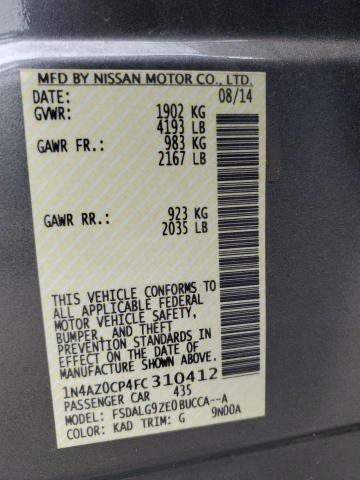 MFD BY NISSAN MOTOR CO., LTD.
DATE: 08/14
GVWR: 1902 KG
4193 LB
GAWR FR: 983 KG
2167 LB
GAWR RR: 923 KG
2035 LB
THIS VEHICLE CONFORMS TO
ALL APPLICABLE FEDERAL
MOTOR VEHICLE SAFETY,
BUMPER, AND THEFT
PREVENTION STANDARDS
IN EFFECT ON THE DATE OF
MANUFACTURE SHOWN ABOVE.
1N4AZ0CP4FC310412
PASSENGER CAR 435
MODEL: FSDALG9ZE0BUCCA--A
COLOR: KAD TRIM: G 9N00A